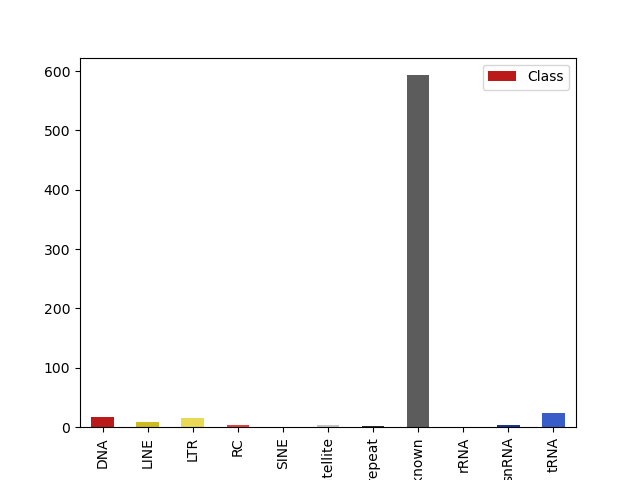 Class
600
500
400
300
200
100
0
DNA
LINE
LTR
RC
SINE
tellite
repeat
known
rRNA
snRNA
tRNA